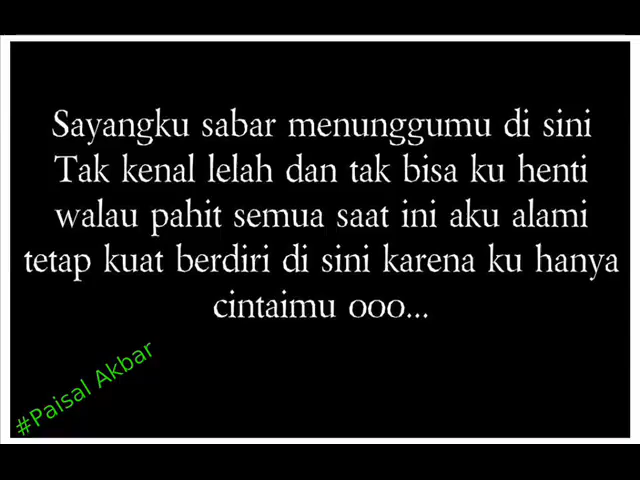 Sayangku sabar menunggumu di sini
Tak kenal lelah dan tak bisa ku henti
walau pahit semua saat ini aku alami
tetap kuat berdiri di sini karena ku hanya
cintaimu ooo...
#Paisal Akbar